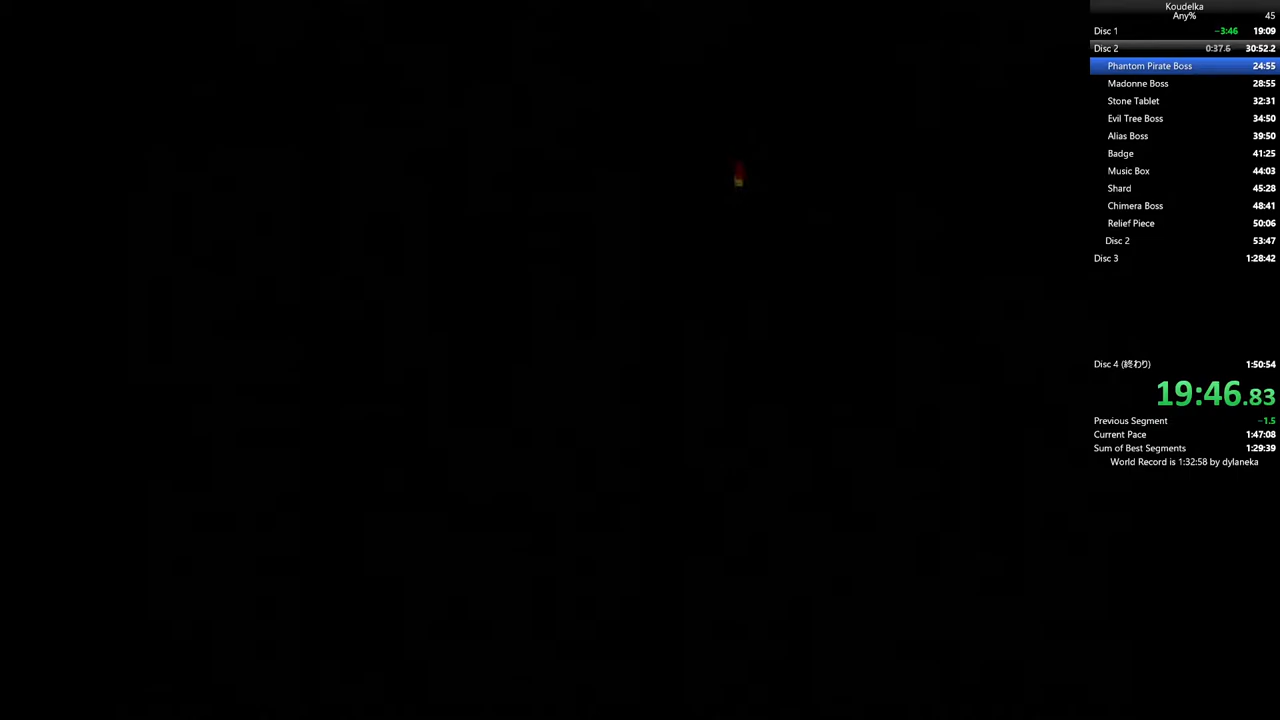 Koudelka
Any% 45
Disc 1 −3:46 19:09
Disc 2 0:37.6 30:52.2
Phantom Pirate Boss 24:55
Madonne Boss 28:55
Stone Tablet 32:31
Evil Tree Boss 34:50
Alias Boss 39:50
Badge 41:25
Music Box 44:03
Shard 45:28
Chimera Boss 48:41
Relief Piece 50:06
Disc 2 53:47
Disc 3 1:28:42
Disc 4 (終わり) 1:50:54
19:46.83
Previous Segment −1.5
Current Pace 1:47:08
Sum of Best Segments 1:29:39
World Record is 1:32:58 by dylaneka